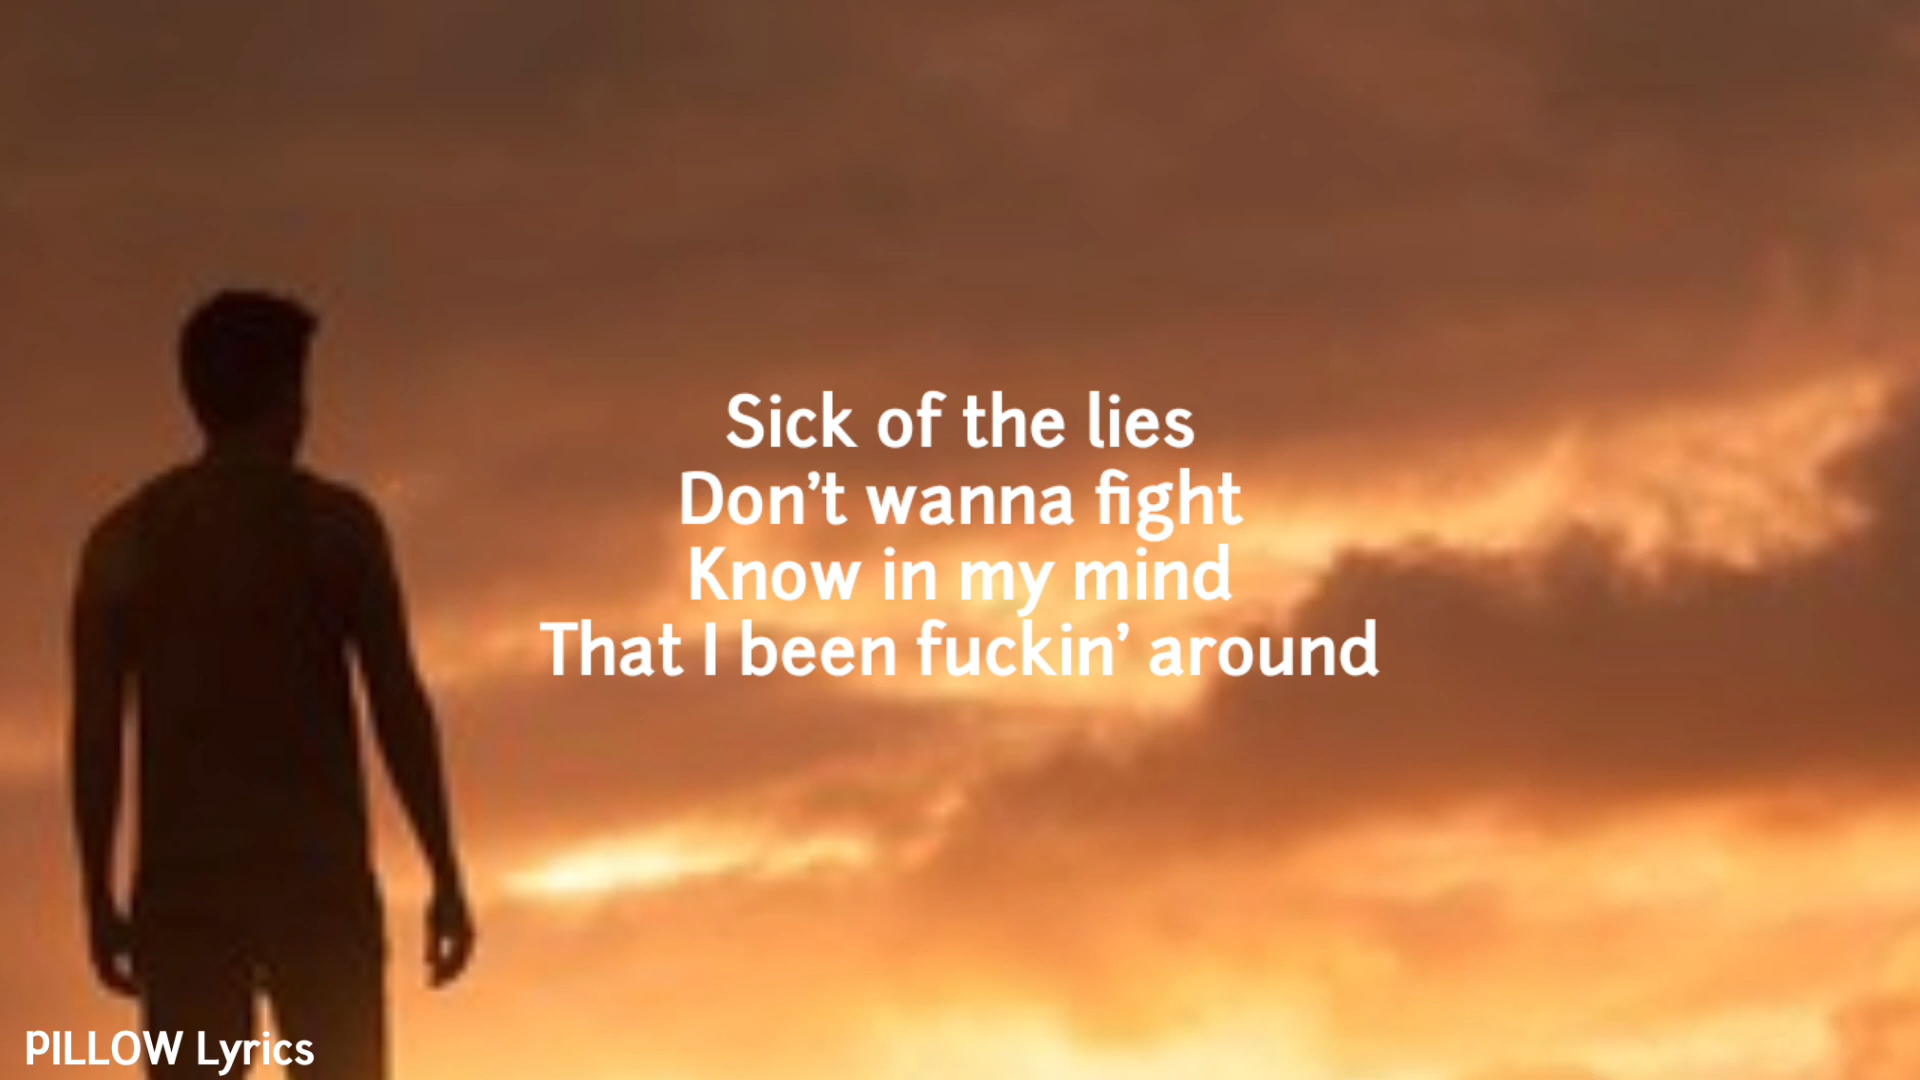 Sick of the lies
Don't wanna fight
Know in my mind
That I been fuckin' around
PILLOW Lyrics